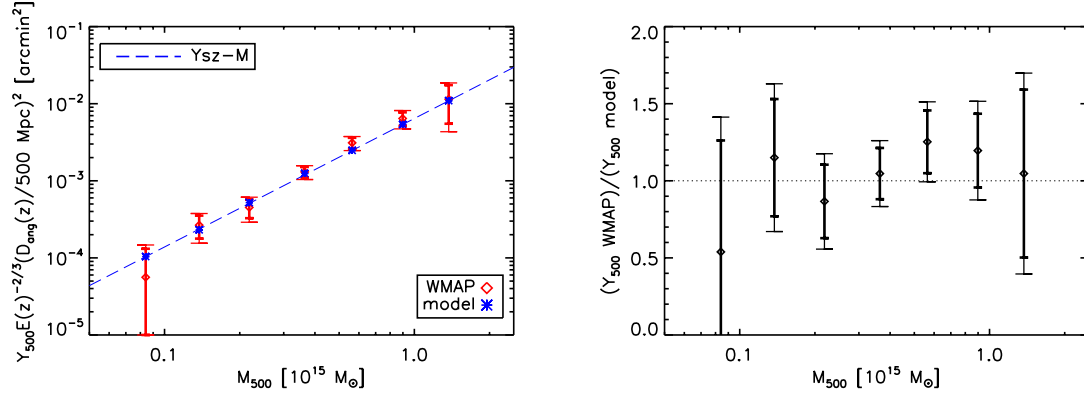 Y₅₀₀E(z)⁻²/³(D_ang(z)/500 Mpc)² [arcmin²]
10⁻¹
10⁻²
10⁻³
10⁻⁴
10⁻⁵
Ysz-M
WMAP
model
0.1
1.0
M₅₀₀ [10¹⁵ M⊙]
(Y₅₀₀ WMAP)/(Y₅₀₀ model)
2.0
1.5
1.0
0.5
0.0
0.1
1.0
M₅₀₀ [10¹⁵ M⊙]